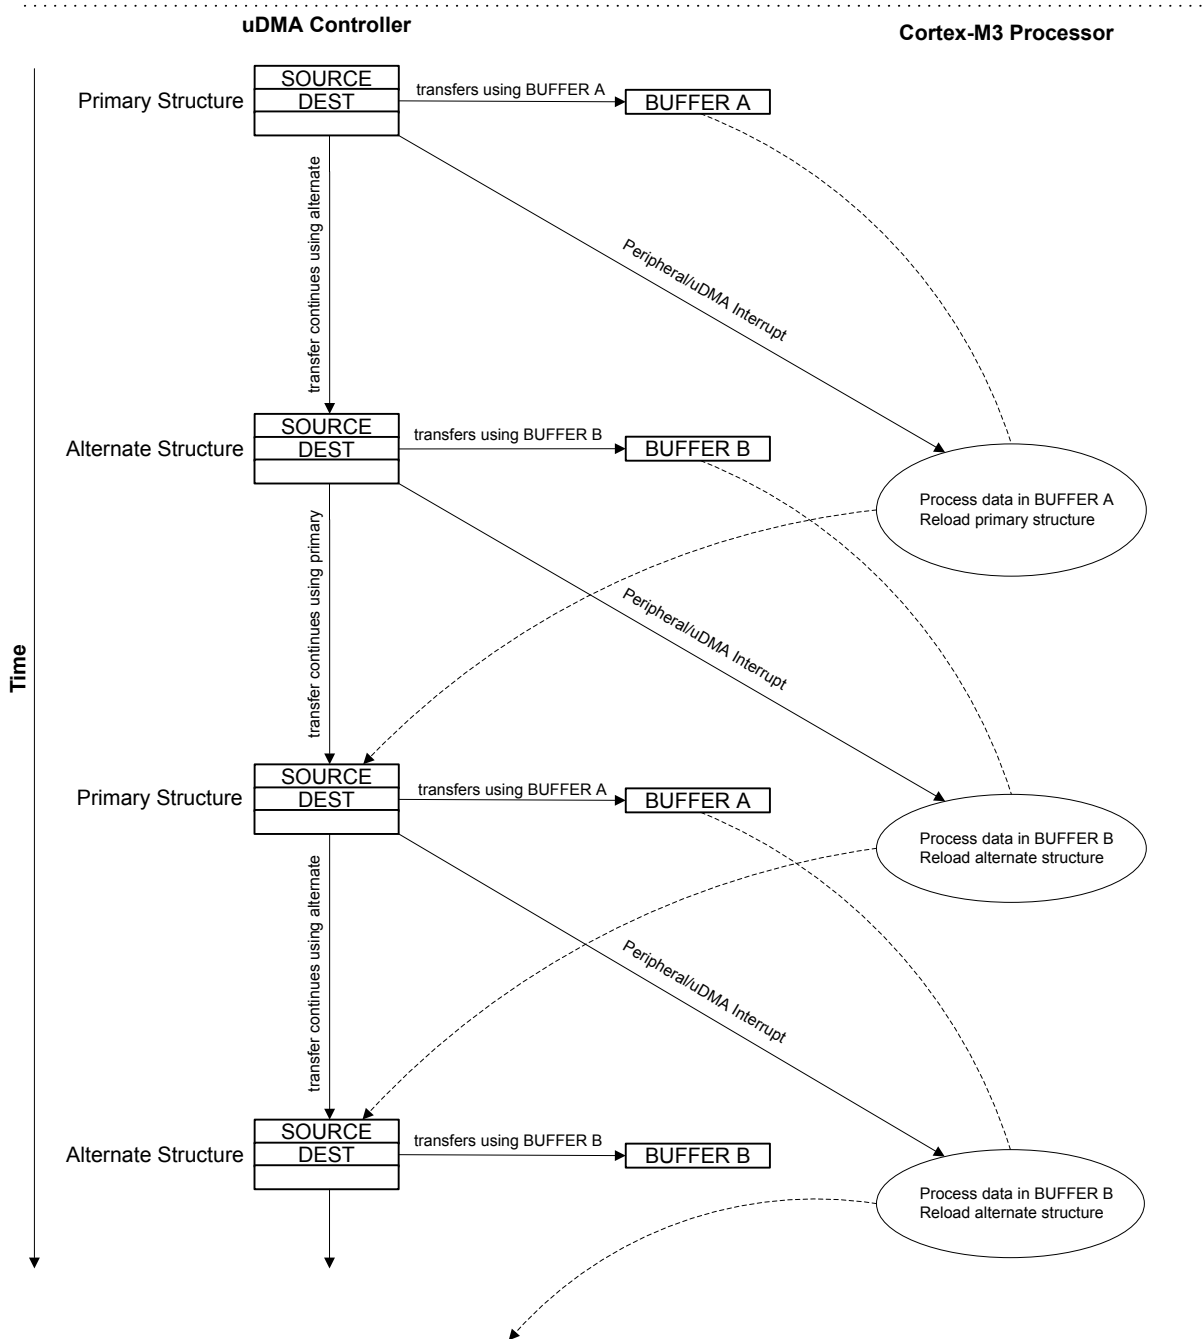 uDMA Controller
Cortex-M3 Processor
SOURCE
Primary Structure
DEST
transfers using BUFFER A
BUFFER A
transfer continues using alternate
Peripheral/uDMA Interrupt
SOURCE
Alternate Structure
DEST
transfers using BUFFER B
BUFFER B
Process data in BUFFER A
Reload primary structure
transfer continues using primary
Peripheral/uDMA Interrupt
Time
SOURCE
Primary Structure
DEST
transfers using BUFFER A
BUFFER A
Process data in BUFFER B
Reload alternate structure
transfer continues using alternate
Peripheral/uDMA Interrupt
SOURCE
Alternate Structure
DEST
transfers using BUFFER B
BUFFER B
Process data in BUFFER B
Reload alternate structure